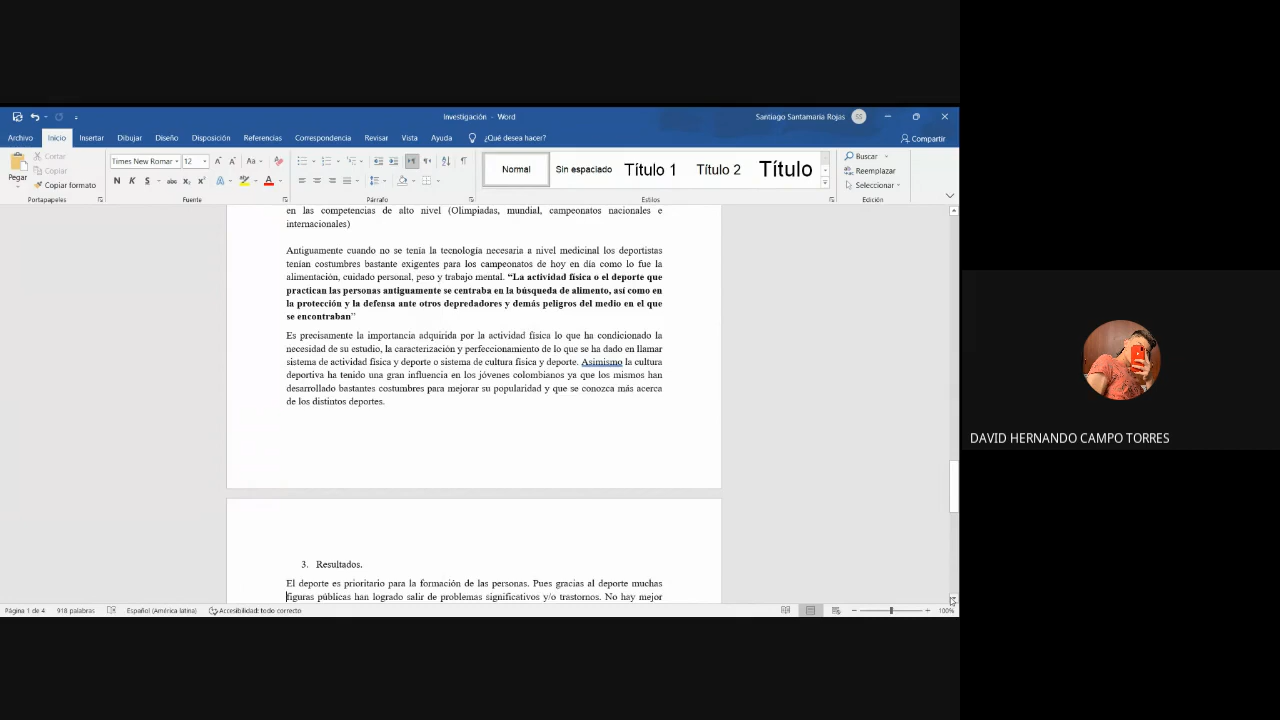 Investigación - Word
Santiago Santamaria Rojas
SS
Archivo Inicio Insertar Dibujar Diseño Disposición Referencias Correspondencia Revisar Vista Ayuda ¿Qué desea hacer? Compartir
Pegar
Cortar
Copiar
Copiar formato
Portapapeles
Times New Romar 12
N K S abc x₂ x²
Fuente
Párrafo
Normal Sin espaciado Título 1 Título 2 Título
Estilos
Buscar
Reemplazar
Seleccionar
Edición
en las competencias de alto nivel (Olimpiadas, mundial, campeonatos nacionales e
internacionales)
Antiguamente cuando no se tenía la tecnología necesaria a nivel medicinal los deportistas
tenían costumbres bastante exigentes para los campeonatos de hoy en día como lo fue la
alimentación, cuidado personal, peso y trabajo mental. “La actividad física o el deporte que
practican las personas antiguamente se centraba en la búsqueda de alimento, así como en
la protección y la defensa ante otros depredadores y demás peligros del medio en el que
se encontraban”
Es precisamente la importancia adquirida por la actividad física lo que ha condicionado la
necesidad de su estudio, la caracterización y perfeccionamiento de lo que se ha dado en llamar
sistema de actividad física y deporte o sistema de cultura física y deporte. Asimismo la cultura
deportiva ha tenido una gran influencia en los jóvenes colombianos ya que los mismos han
desarrollado bastantes costumbres para mejorar su popularidad y que se conozca más acerca
de los distintos deportes.
3. Resultados.
El deporte es prioritario para la formación de las personas. Pues gracias al deporte muchas
figuras públicas han logrado salir de problemas significativos y/o trastornos. No hay mejor
Página 1 de 4 918 palabras Español (América latina) Accesibilidad: todo correcto 100%
DAVID HERNANDO CAMPO TORRES